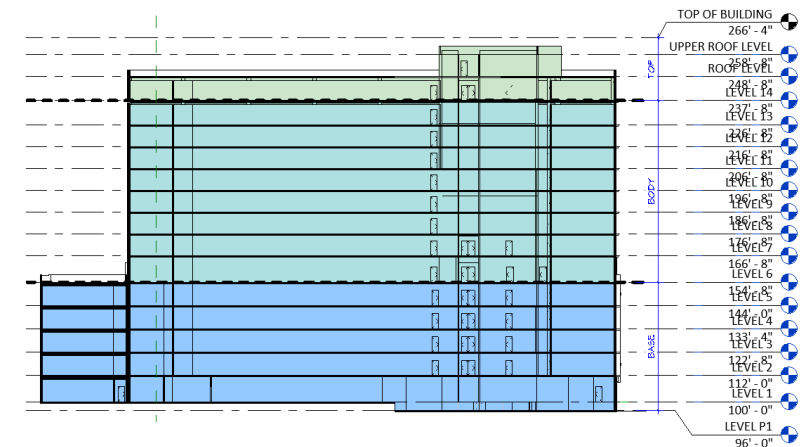 TOP OF BUILDING
266' - 4"
UPPER ROOF LEVEL
258' - 8"
ROOF LEVEL
248' - 8"
LEVEL 14
237' - 8"
LEVEL 13
226' - 8"
LEVEL 12
216' - 8"
LEVEL 11
206' - 8"
LEVEL 10
196' - 8"
LEVEL 9
186' - 8"
LEVEL 8
176' - 8"
LEVEL 7
166' - 8"
LEVEL 6
154' - 8"
LEVEL 5
144' - 0"
LEVEL 4
133' - 4"
LEVEL 3
122' - 8"
LEVEL 2
112' - 0"
LEVEL 1
100' - 0"
LEVEL P1
96' - 0"
TOP
BODY
BASE